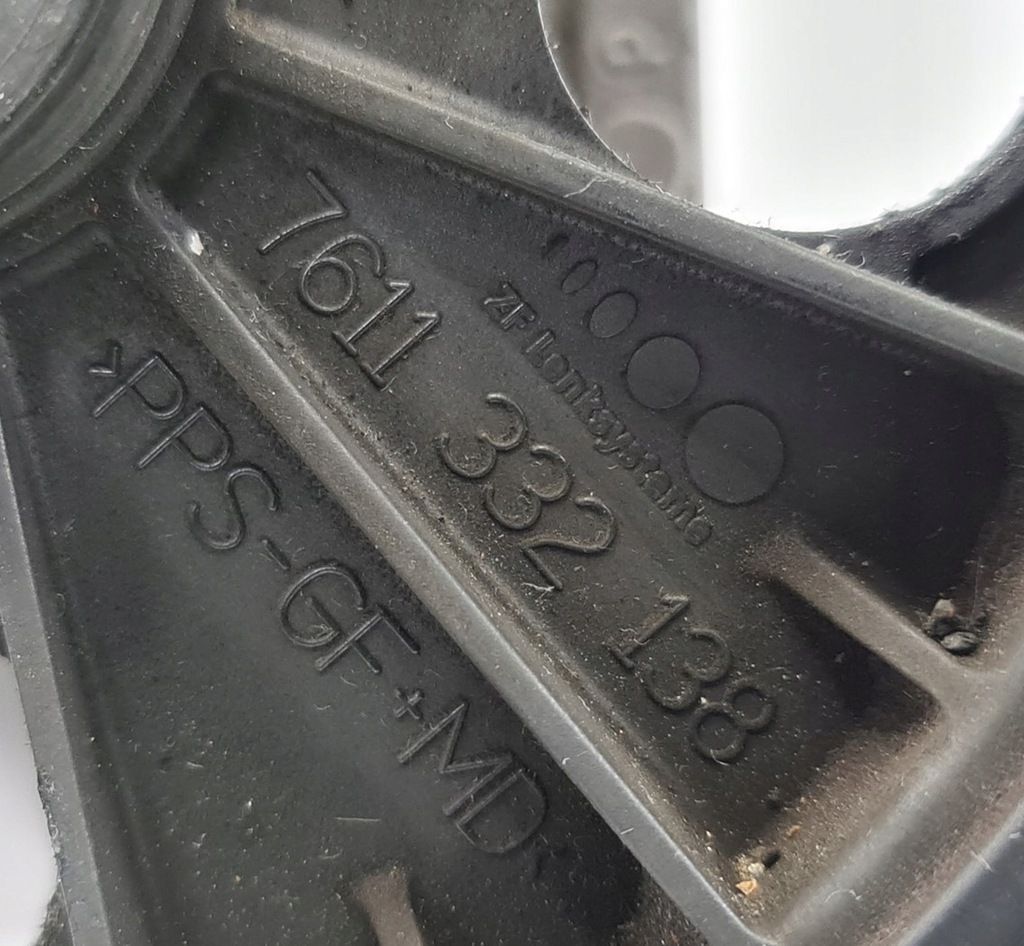 7611 332 138
ZF Lenksysteme
>PPS-GF+MD